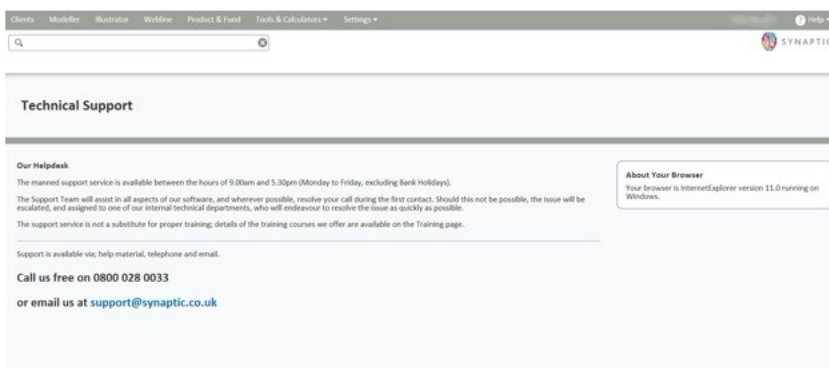 Clients Modeller Illustrator Webline Product & Fund Tools & Calculators Settings Help
SYNAPTIC
Technical Support
Our Helpdesk
The manned support service is available between the hours of 9.00am and 5.30pm (Monday to Friday, excluding Bank Holidays).
The Support Team will assist in all aspects of our software, and wherever possible, resolve your call during the first contact. Should this not be possible, the issue will be
escalated, and assigned to one of our internal technical departments, who will endeavour to resolve the issue as quickly as possible.
The support service is not a substitute for proper training; details of the training courses we offer are available on the Training page.
Support is available via; help material, telephone and email.
Call us free on 0800 028 0033
or email us at support@synaptic.co.uk
About Your Browser
Your browser is InternetExplorer version 11.0 running on
Windows.